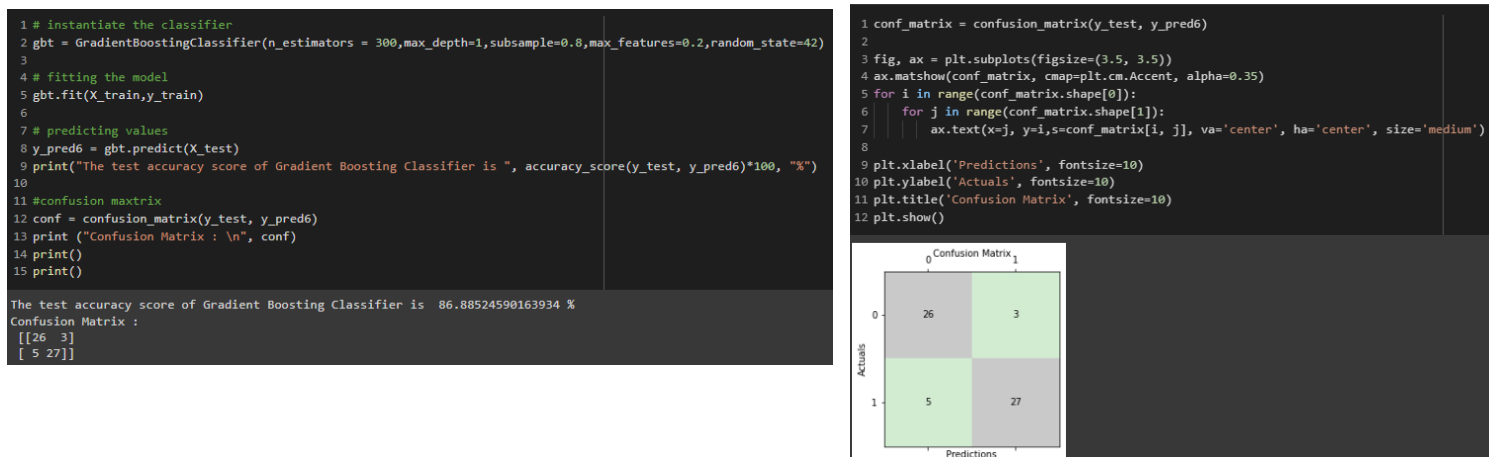 1 # instantiate the classifier
2 gbt = GradientBoostingClassifier(n_estimators = 300,max_depth=1,subsample=0.8,max_features=0.2,random_state=42)
3
4 # fitting the model
5 gbt.fit(X_train,y_train)
6
7 # predicting values
8 y_pred6 = gbt.predict(X_test)
9 print("The test accuracy score of Gradient Boosting Classifier is ", accuracy_score(y_test, y_pred6)*100, "%")
10
11 #confusion maxtrix
12 conf = confusion_matrix(y_test, y_pred6)
13 print ("Confusion Matrix : \n", conf)
14 print()
15 print()
The test accuracy score of Gradient Boosting Classifier is  86.88524590163934 %
Confusion Matrix :
[[26  3]
[ 5 27]]
1 conf_matrix = confusion_matrix(y_test, y_pred6)
2
3 fig, ax = plt.subplots(figsize=(3.5, 3.5))
4 ax.matshow(conf_matrix, cmap=plt.cm.Accent, alpha=0.35)
5 for i in range(conf_matrix.shape[0]):
6     for j in range(conf_matrix.shape[1]):
7         ax.text(x=j, y=i,s=conf_matrix[i, j], va='center', ha='center', size='medium')
8
9 plt.xlabel('Predictions', fontsize=10)
10 plt.ylabel('Actuals', fontsize=10)
11 plt.title('Confusion Matrix', fontsize=10)
12 plt.show()
Confusion Matrix
0 1
0 26 3
Actuals
1 5 27
Predictions